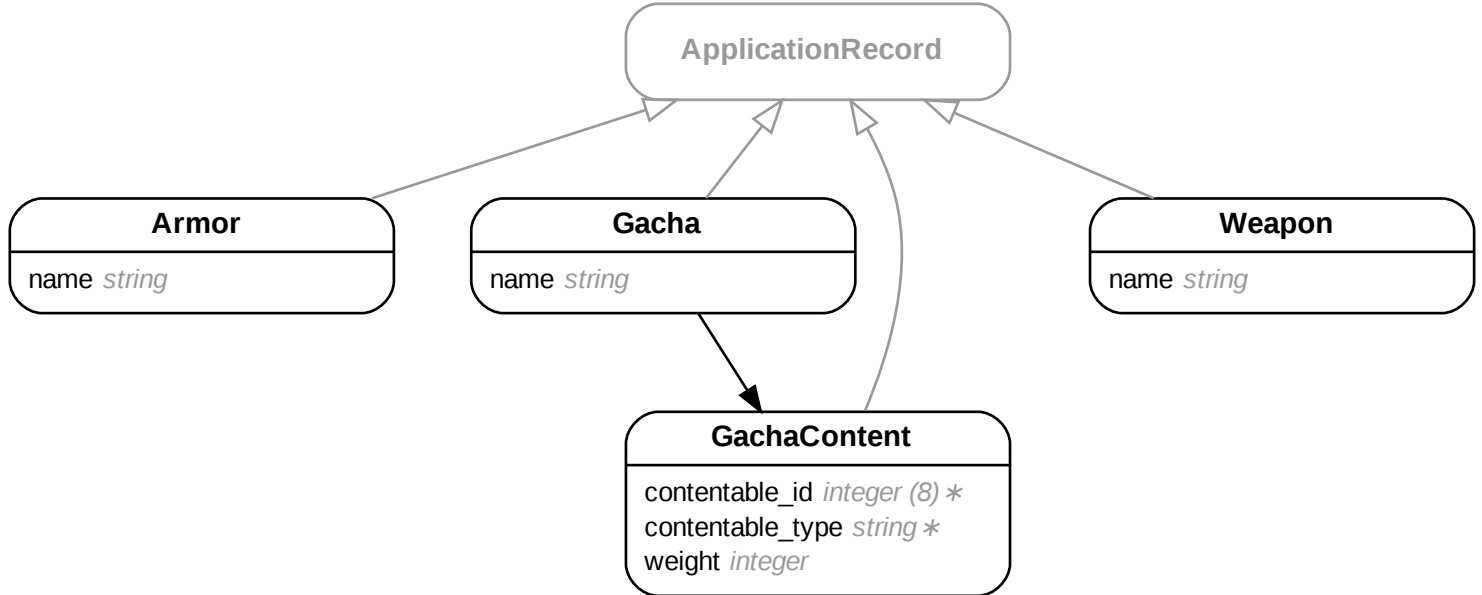 ApplicationRecord
Armor
name string
Gacha
name string
Weapon
name string
GachaContent
contentable_id integer (8) ∗
contentable_type string ∗
weight integer